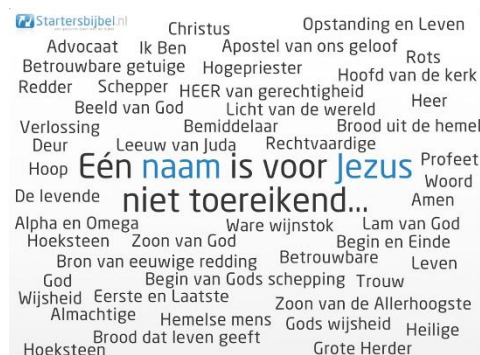 Startersbijbel.nl
Christus
Opstanding en Leven
Advocaat
Ik Ben
Apostel van ons geloof
Rots
Betrouwbare getuige
Hogepriester
Hoofd van de kerk
Redder
Schepper
HEER van gerechtigheid
Heer
Beeld van God
Licht van de wereld
Verlossing
Bemiddelaar
Brood uit de hemel
Deur
Leeuw van Juda
Rechtvaardige
Hoop
Eén naam is voor Jezus
Profeet
Woord
De levende
niet toereikend...
Amen
Alpha en Omega
Ware wijnstok
Lam van God
Hoeksteen
Zoon van God
Begin en Einde
Bron van eeuwige redding
Betrouwbare
Leven
God
Begin van Gods schepping
Trouw
Wijsheid
Eerste en Laatste
Zoon van de Allerhoogste
Almachtige
Hemelse mens
Gods wijsheid
Heilige
Brood dat leven geeft
Hoeksteen
Grote Herder